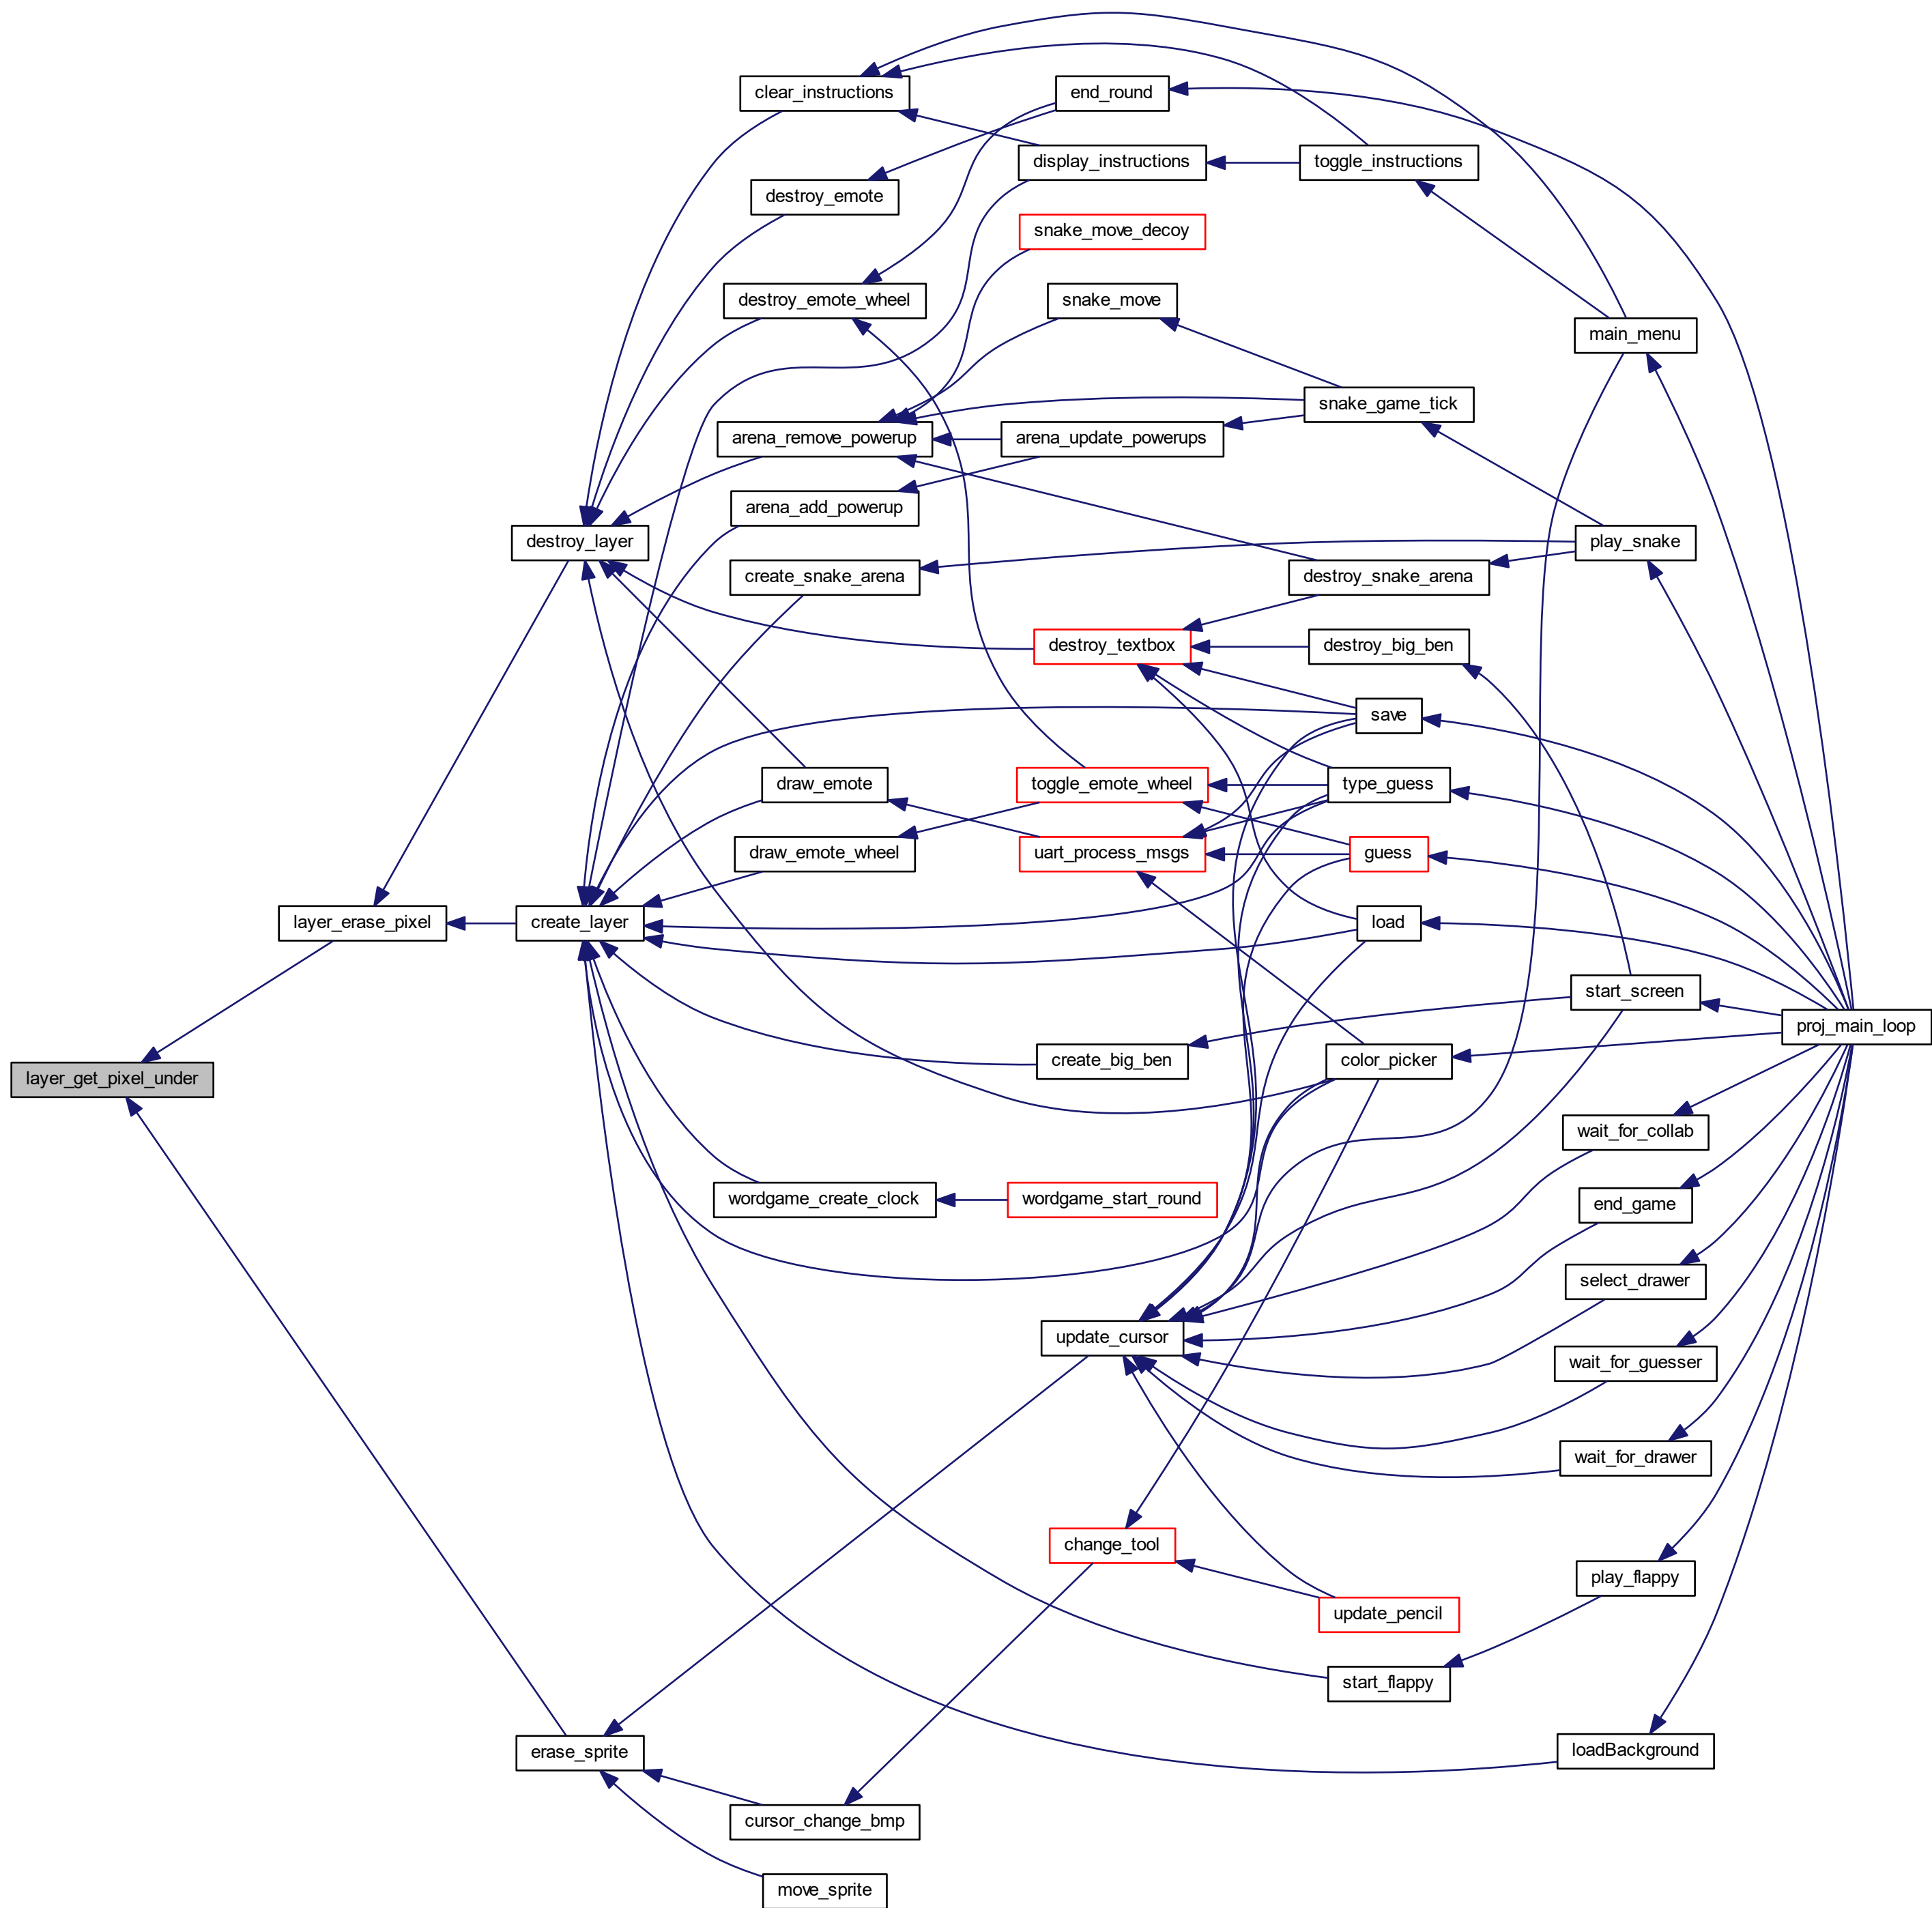 clear_instructions
end_round
display_instructions
toggle_instructions
destroy_emote
snake_move_decoy
destroy_emote_wheel
snake_move
main_menu
snake_game_tick
arena_remove_powerup
arena_update_powerups
arena_add_powerup
destroy_layer
play_snake
create_snake_arena
destroy_snake_arena
destroy_textbox
destroy_big_ben
save
draw_emote
toggle_emote_wheel
type_guess
draw_emote_wheel
uart_process_msgs
guess
layer_erase_pixel
create_layer
load
start_screen
proj_main_loop
layer_get_pixel_under
create_big_ben
color_picker
wait_for_collab
wordgame_create_clock
wordgame_start_round
end_game
select_drawer
update_cursor
wait_for_guesser
wait_for_drawer
change_tool
play_flappy
update_pencil
start_flappy
erase_sprite
loadBackground
cursor_change_bmp
move_sprite